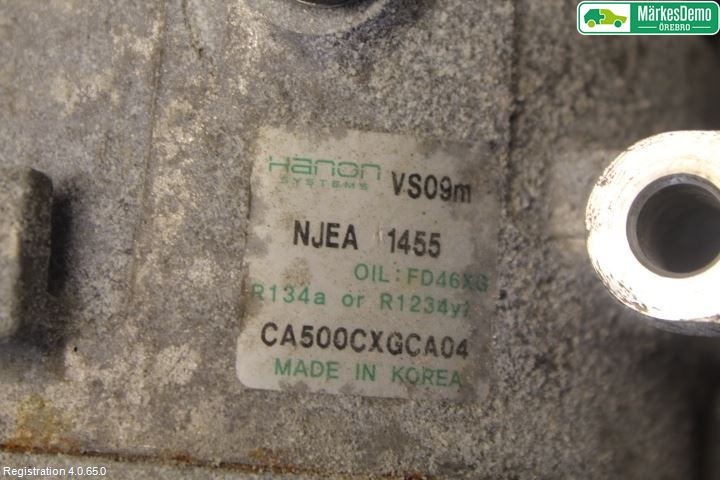 MärkesDemo
ÖREBRO
Hanon
SYSTEMS
VS09m
NJEA 1455
OIL: FD46XG
R134a or R1234yf
CA500CXGCA04
MADE IN KOREA
Registration 4.0.65.0